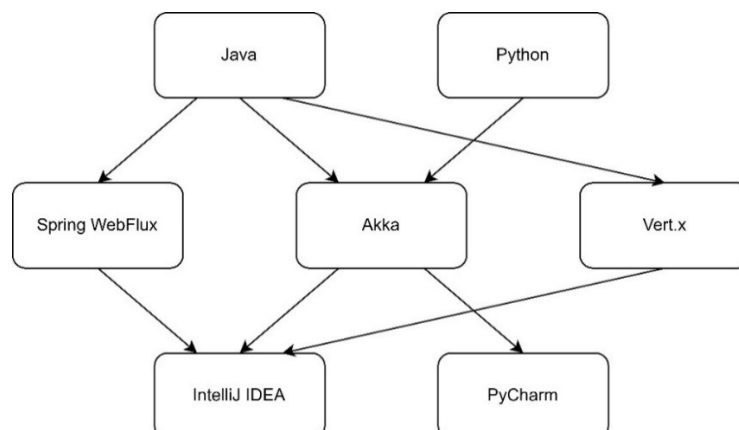 Java
Python
Spring WebFlux
Akka
Vert.x
IntelliJ IDEA
PyCharm